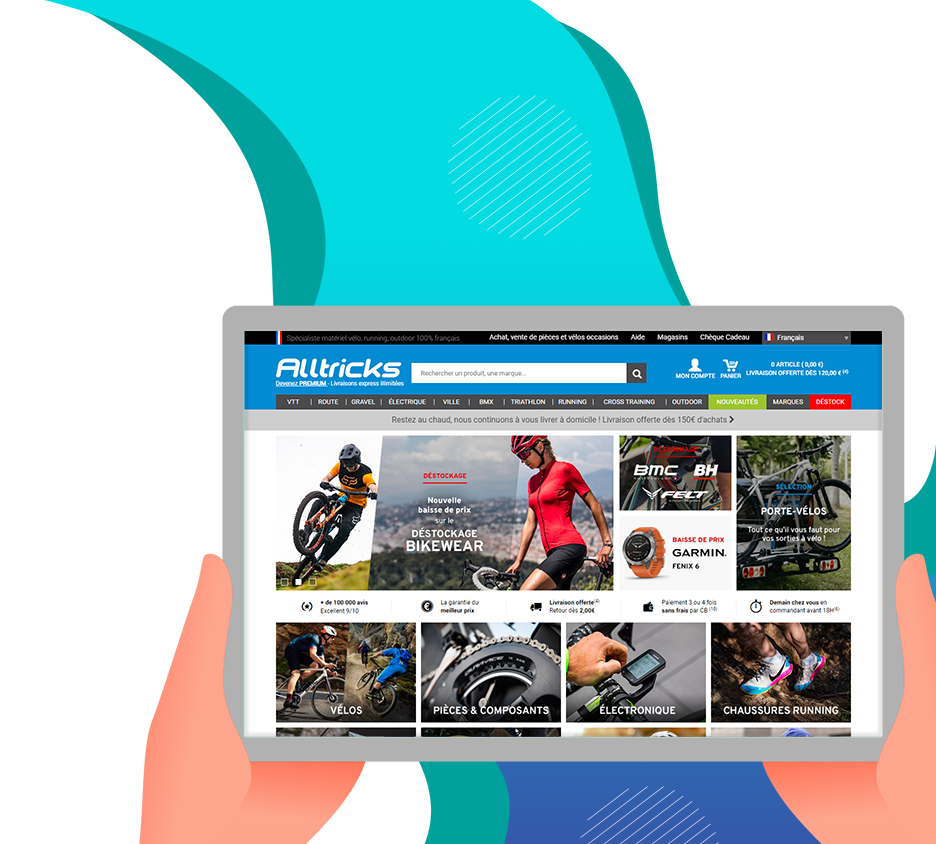 Spécialiste matériel vélo, running, outdoor 100% français
Achat, vente de pièces et vélos occasions Aide Magasins Chèque Cadeau Français
Alltricks
Devenez PREMIUM - Livraisons express illimitées
Rechercher un produit, une marque...
MON COMPTE PANIER
0 ARTICLE ( 0,00 €)
LIVRAISON OFFERTE DÈS 120,00 € (4)
VTT | ROUTE | GRAVEL | ÉLECTRIQUE | VILLE | BMX | TRIATHLON | RUNNING | CROSS TRAINING | OUTDOOR NOUVEAUTÉS MARQUES DÉSTOCK
Restez au chaud, nous continuons à vous livrer à domicile ! Livraison offerte dès 150€ d'achats >
DÉSTOCKAGE
Nouvelle
baisse de prix
sur le
DÉSTOCKAGE
BIKEWEAR
DÉSTOCKAGE
BMC BH
FELT
BAISSE DE PRIX
GARMIN.
FENIX 6
SÉLECTION
PORTE-VÉLOS
Tout ce qu'il vous faut pour
vos sorties à vélo !
+ de 100 000 avis
Excellent 9/10
La garantie du
meilleur prix
Livraison offerte(4)
Retour dès 2,00€
Paiement 3 ou 4 fois
sans frais par CB (10)
Demain chez vous en
commandant avant 18H(6)
VÉLOS
PIÈCES & COMPOSANTS
ÉLECTRONIQUE
CHAUSSURES RUNNING